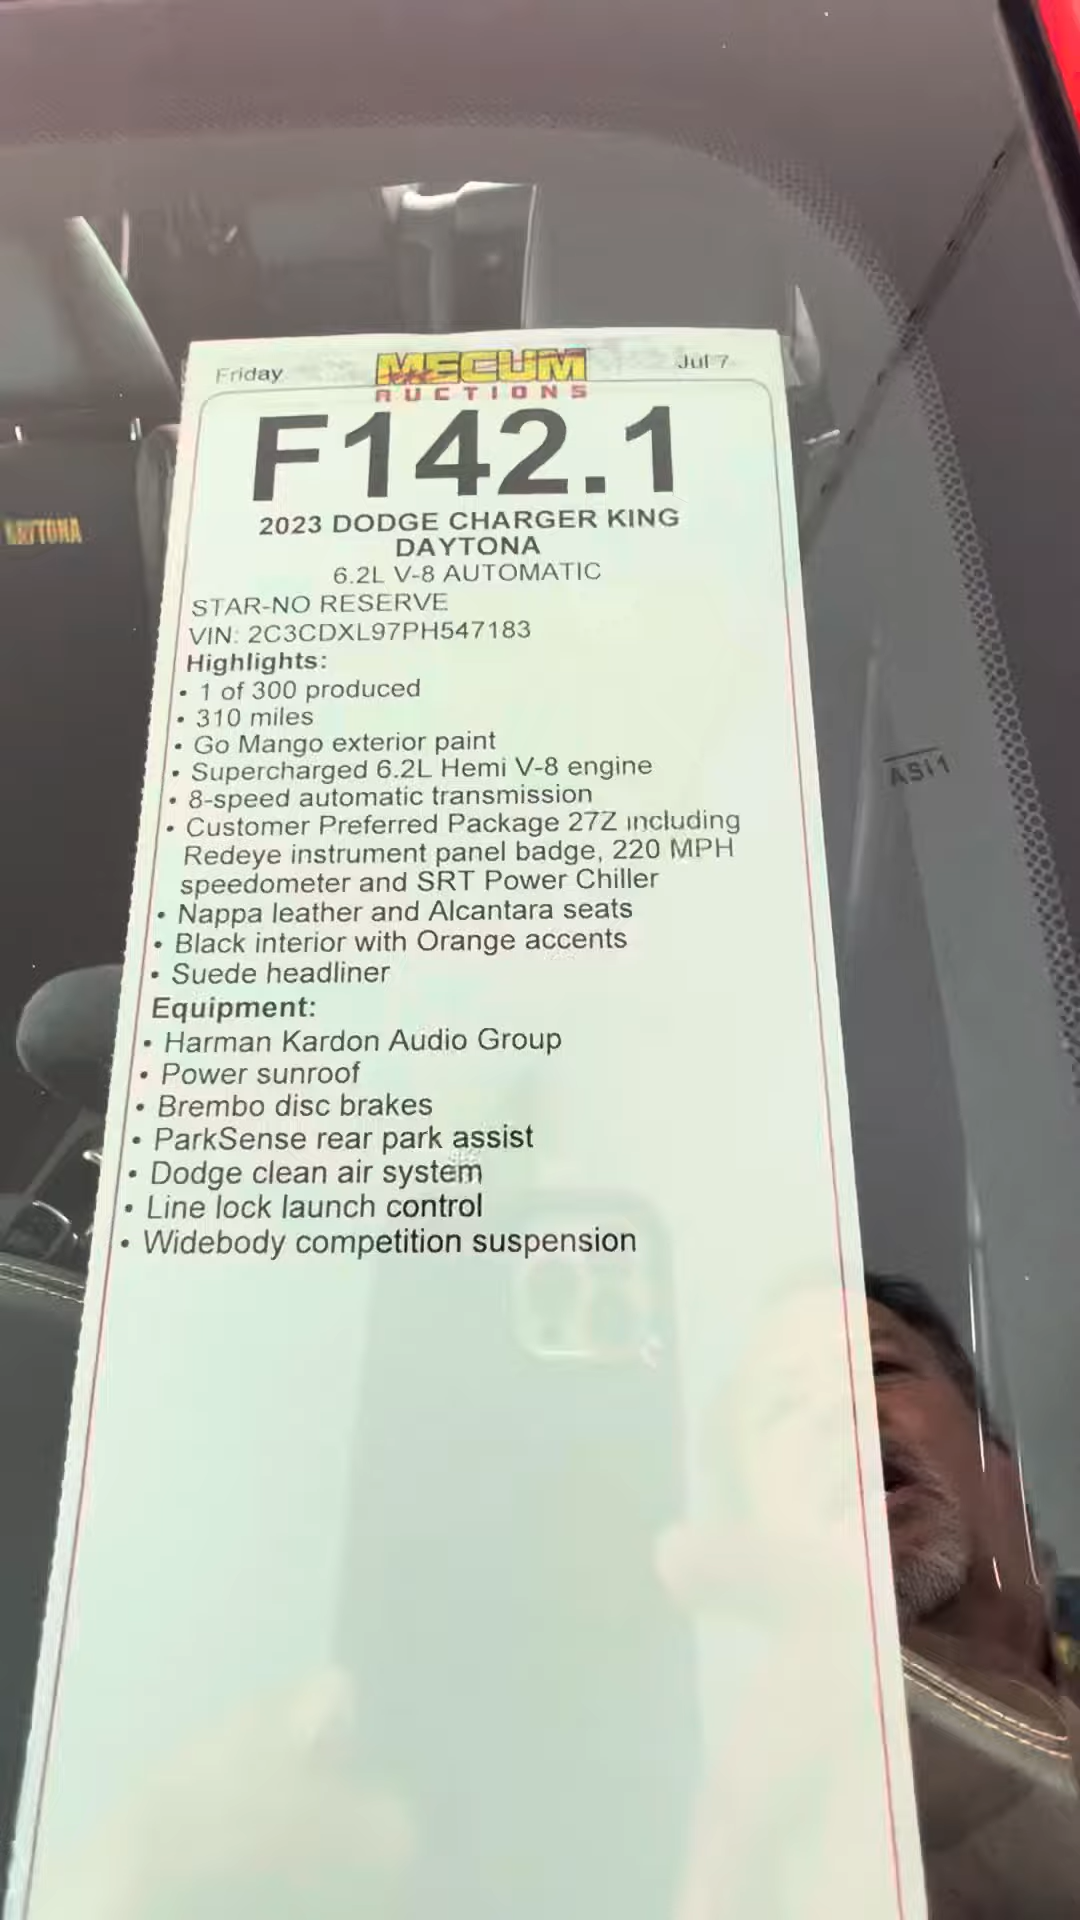 Friday
MECUM
AUCTIONS
Jul 7
F142.1
2023 DODGE CHARGER KING
DAYTONA
6.2L V-8 AUTOMATIC
STAR-NO RESERVE
VIN: 2C3CDXL97PH547183
Highlights:
• 1 of 300 produced
• 310 miles
• Go Mango exterior paint
• Supercharged 6.2L Hemi V-8 engine
• 8-speed automatic transmission
• Customer Preferred Package 27Z including
Redeye instrument panel badge, 220 MPH
speedometer and SRT Power Chiller
• Nappa leather and Alcantara seats
• Black interior with Orange accents
• Suede headliner
Equipment:
• Harman Kardon Audio Group
• Power sunroof
• Brembo disc brakes
• ParkSense rear park assist
• Dodge clean air system
• Line lock launch control
• Widebody competition suspension
DAYTONA
AS11